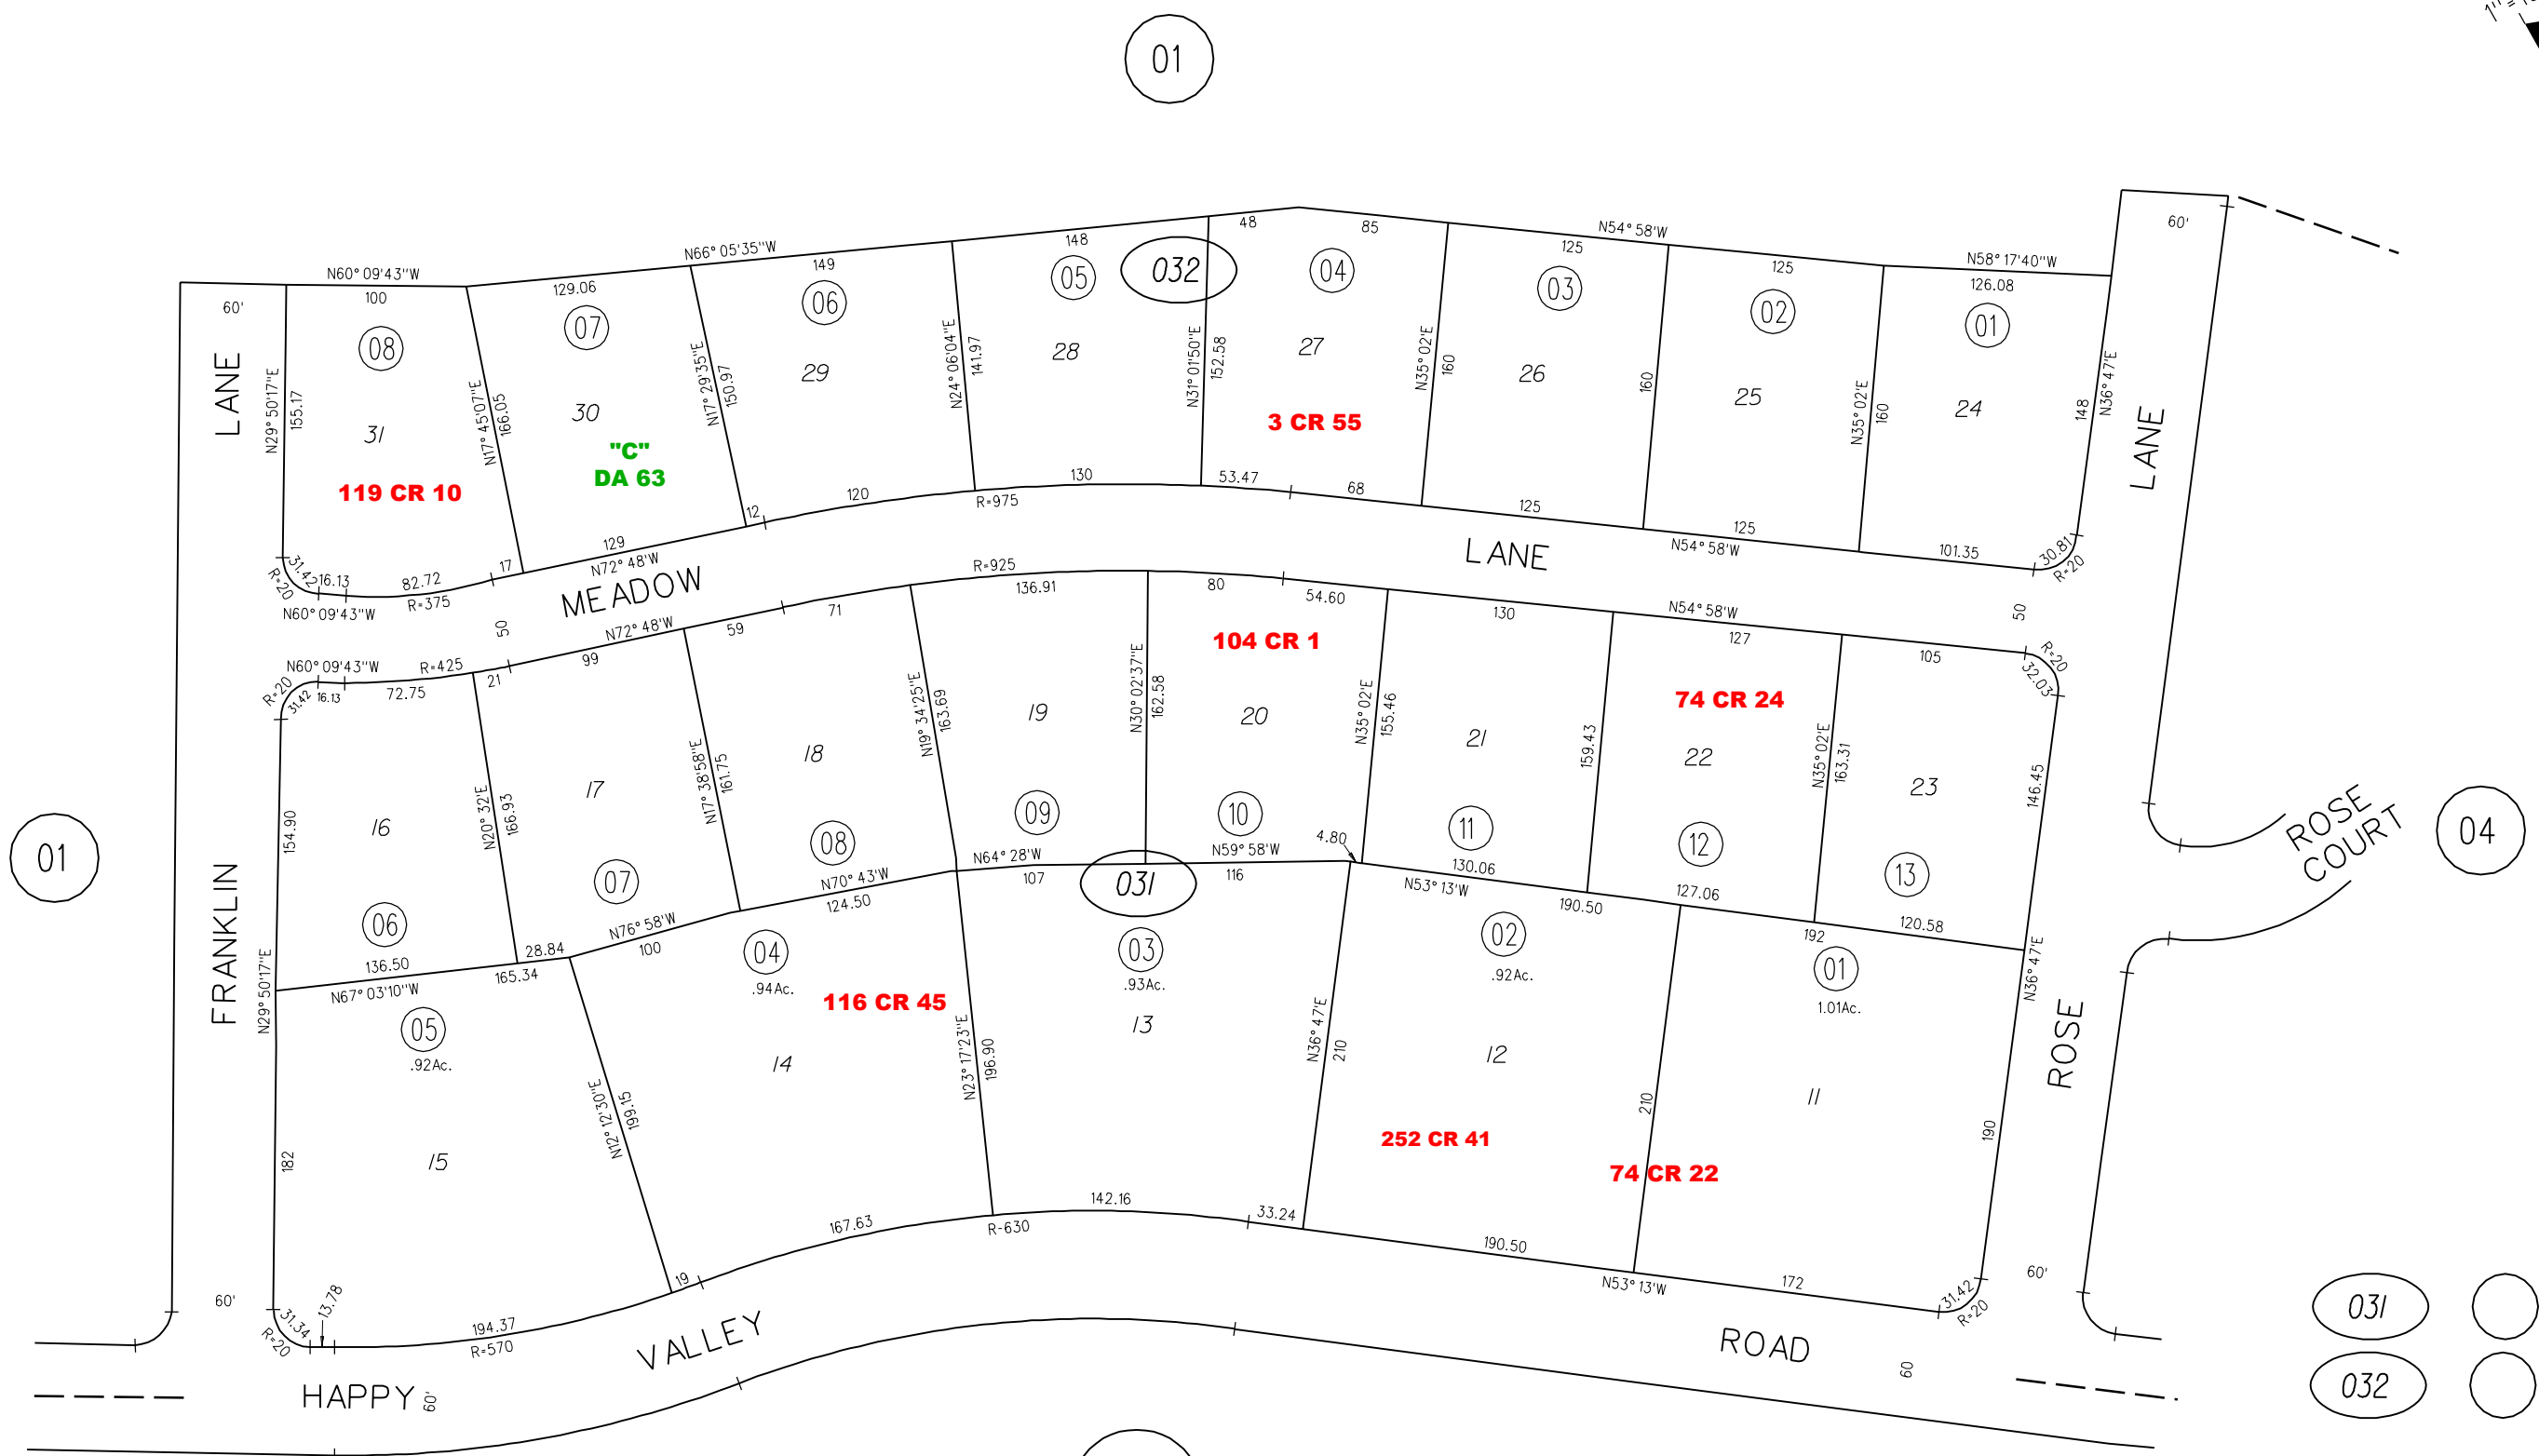 01
60'
N60° 09'43"W
100
08
31
119 CR 10
N29° 50'17"E
155.17
31.42
R=20
16.13
N60° 09'43"W
82.72
R=375
17
N17° 45'07"E
166.05
129.06
07
30
"C"
DA 63
129
N72° 48'W
N66° 05'35"W
N17° 29'35"E
150.97
149
06
29
12
120
N24° 06'04"E
141.97
148
05
28
130
R=975
032
N31° 01'50"E
152.58
48
85
04
27
3 CR 55
53.47
68
N35° 02'E
160
N54° 58'W
125
03
26
125
160
125
02
25
125
N54° 58'W
N35° 02'E
160
N58° 17'40"W
126.08
01
24
101.35
148
N36° 47'E
30.81
R=20
60'
LANE
LANE
MEADOW
LANE
50
50
N60° 09'43"W
R=425
R=20
31.42
16.13
72.75
21
N72° 48'W
99
59
71
R=925
136.91
80
54.60
130
N54° 58'W
127
105
R=20
32.03
154.90
16
06
136.50
N67° 03'10"W
N20° 32'E
166.93
17
07
28.84
165.34
N76° 58'W
100
N17° 38'58"E
161.75
18
08
N70° 43'W
124.50
N19° 34'25"E
163.69
19
09
N64° 28'W
107
031
N30° 02'37"E
162.58
104 CR 1
20
10
N59° 58'W
116
4.80
N35° 02'E
155.46
21
11
130.06
N53° 13'W
190.50
159.43
74 CR 24
22
12
127.06
192
N35° 02'E
163.31
23
13
120.58
146.45
01
04
ROSE
COURT
FRANKLIN
N29° 50'17"E
05
.92Ac.
15
182
N12° 12'30"E
199.15
04
.94Ac.
116 CR 45
14
N23° 17'23"E
196.90
03
.93Ac.
13
N36° 47'E
210
02
.92Ac.
12
252 CR 41
210
74 CR 22
01
1.01Ac.
11
190
N36° 47'E
ROSE
60'
31.34
R=20
13.78
194.37
R=570
19
167.63
142.16
R-630
33.24
190.50
N53° 13'W
172
31.42
R=20
60'
HAPPY
60'
VALLEY
ROAD
60
031
032